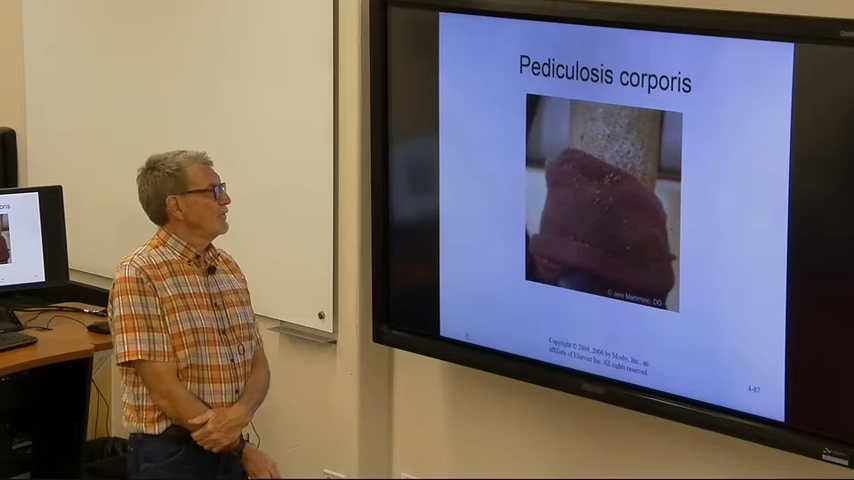 Pediculosis corporis
© Jere Mammino, DO
Copyright © 2009, 2006 by Mosby, Inc., an
affiliate of Elsevier Inc. All rights reserved
4-87